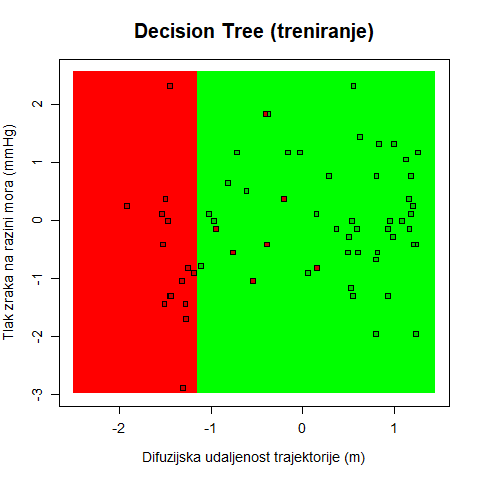 Decision Tree (treniranje)
Tlak zraka na razini mora (mmHg)
2
1
0
-1
-2
-3
-2 -1 0 1
Difuzijska udaljenost trajektorije (m)